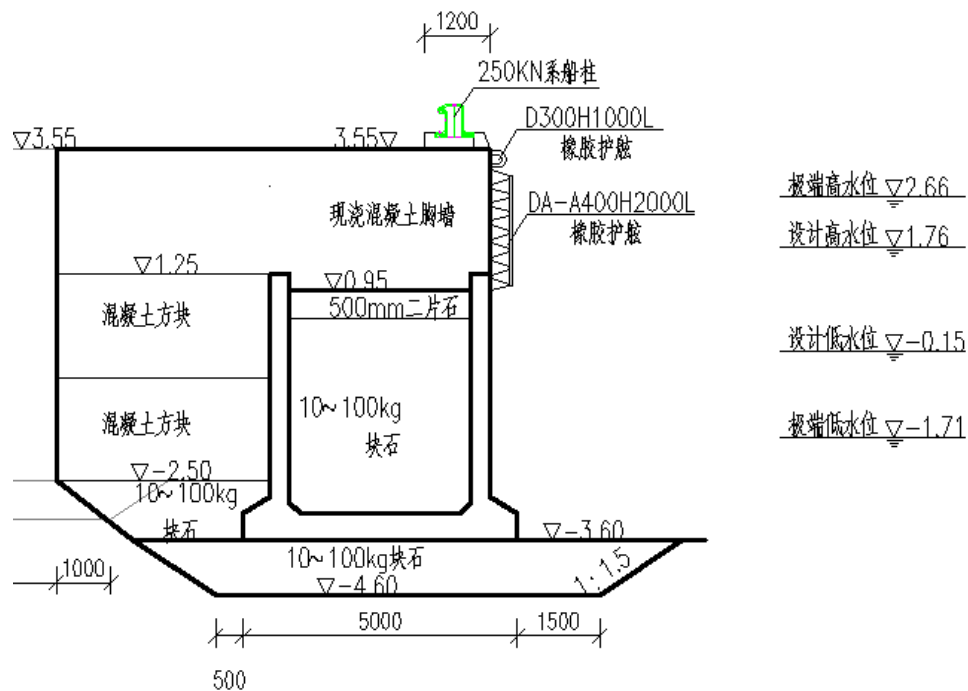 1200
250KN系船柱
D300H1000L
橡胶护舷
▽3.55
3.55▽
DA-A400H2000L
橡胶护舷
极端高水位▽2.66
现浇混凝土胸墙
设计高水位▽1.76
▽1.25
▽0.95
500mm二片石
混凝土方块
设计低水位▽-0.15
10~100kg
块石
混凝土方块
极端低水位▽-1.71
▽-2.50
10~100kg
块石
▽-3.60
10~100kg块石
1:1.5
1000
▽-4.60
5000
1500
500